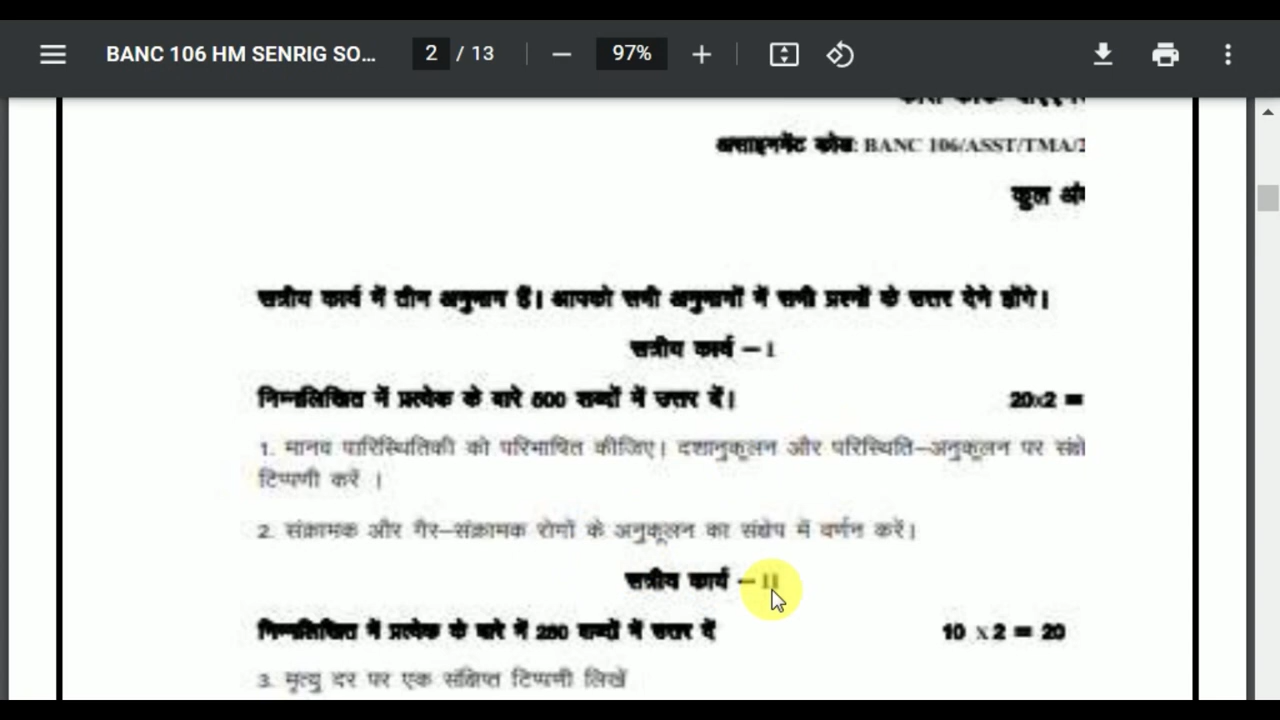 BANC 106 HM SENRIG SO... 2 / 13 97%
असाइनमेंट कोड: BANC 106/ASST/TMA/2
कुल
सत्रीय कार्य में तीन अनुमान हैं। आपको सभी अनुमानों में सभी प्रश्नों के उत्तर देने होंगे।
सत्रीय कार्य – I
निम्नलिखित में प्रत्येक के बारे 500 शब्दों में उत्तर दें। 20x2 =
1. मानव पारिस्थितिकी को परिभाषित कीजिए। दशानुकूलन और परिस्थिति–अनुकूलन पर
टिप्पणी करें ।
2. संक्रामक और गैर–संक्रामक रोगों के अनुकूलन का संक्षेप में वर्णन करें।
सत्रीय कार्य – II
निम्नलिखित में प्रत्येक के बारे में 250 शब्दों में उत्तर दें 10 x 2 = 20
3. मृत्यु दर पर एक संक्षिप्त टिप्पणी लिखें